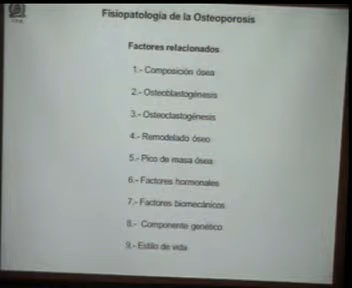 Fisiopatología de la Osteoporosis
Factores relacionados
1.- Composición ósea
2.- Osteoblastogénesis
3.- Osteoclastogénesis
4.- Remodelado óseo
5.- Pico de masa ósea
6.- Factores hormonales
7.- Factores biomecánicos
8.- Componente genético
9.- Estilo de vida